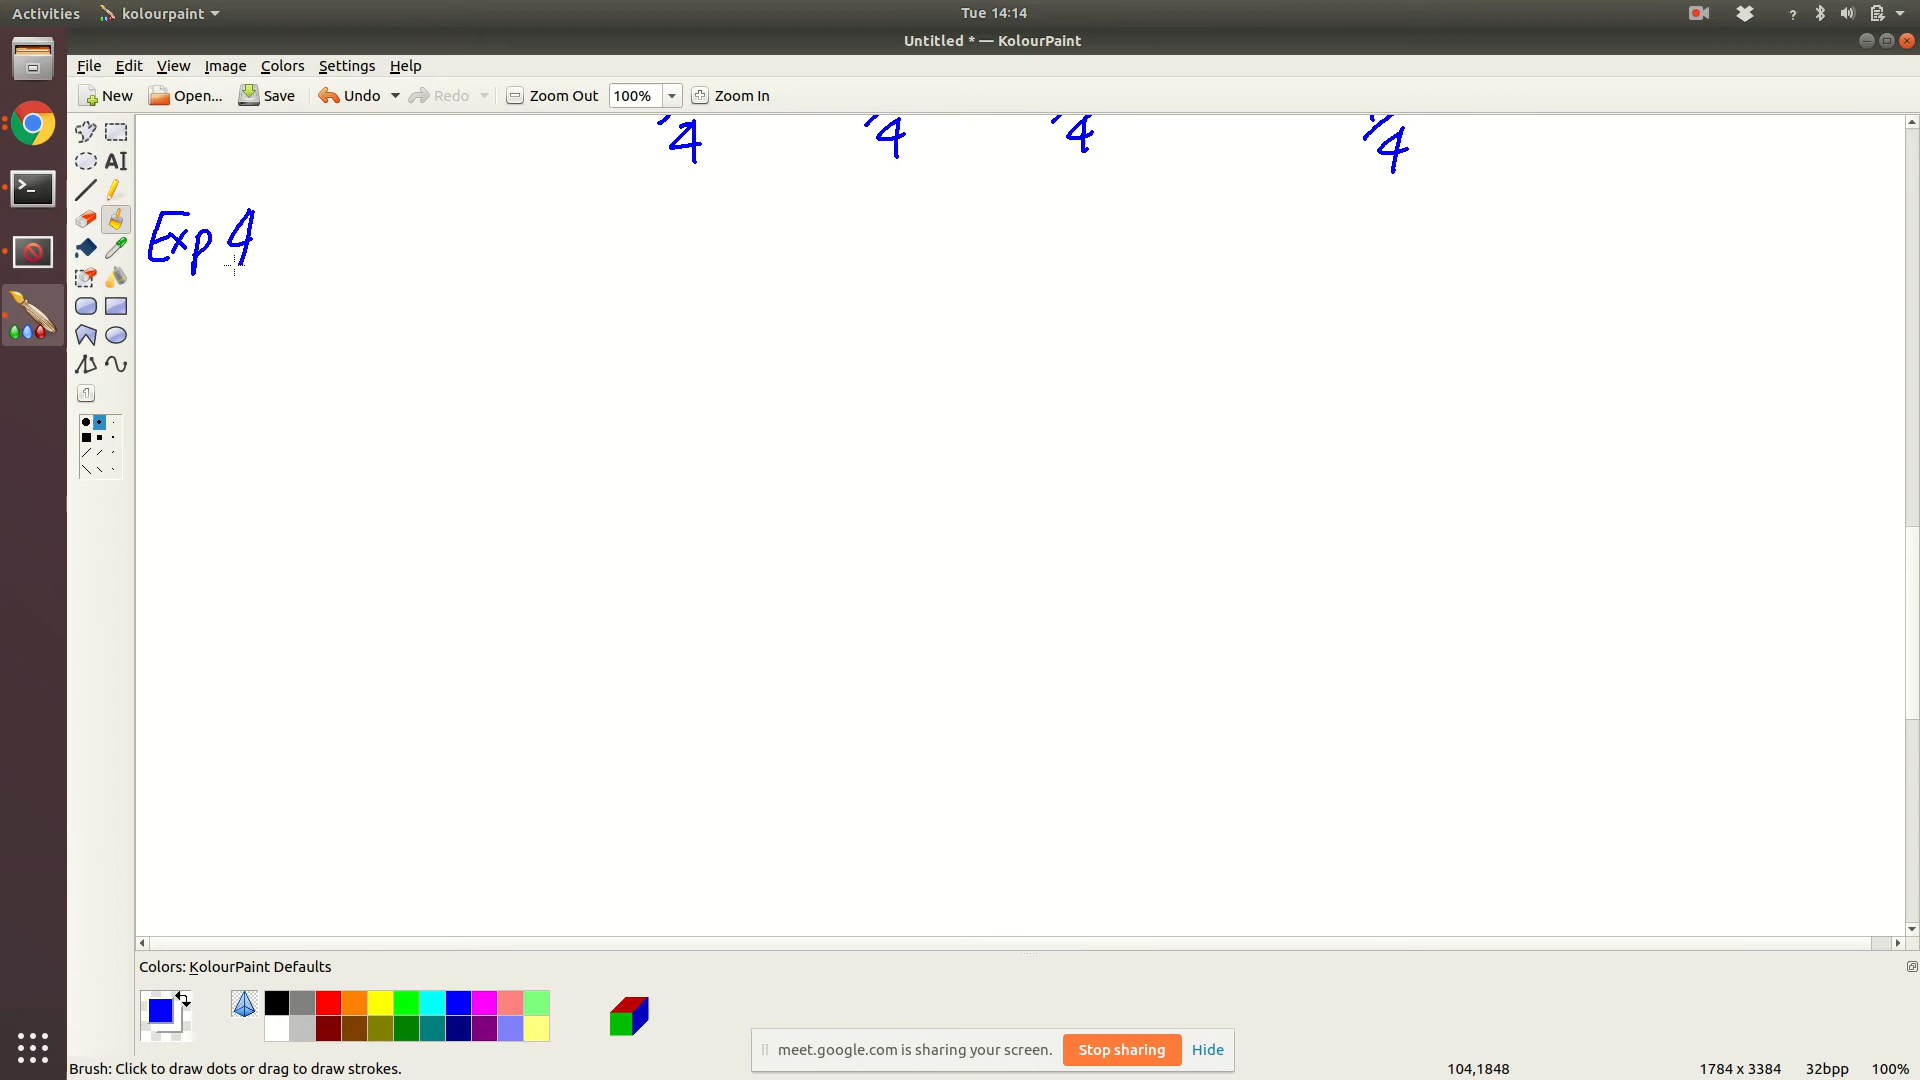 Activities kolourpaint Tue 14:14 ?
Untitled * — KolourPaint
File Edit View Image Colors Settings Help
New Open... Save Undo Redo Zoom Out 100% Zoom In
4 4 4 4
Exp 4
Colors: KolourPaint Defaults
meet.google.com is sharing your screen. Stop sharing Hide
Brush: Click to draw dots or drag to draw strokes. 104,1848 1784 x 3384 32bpp 100%